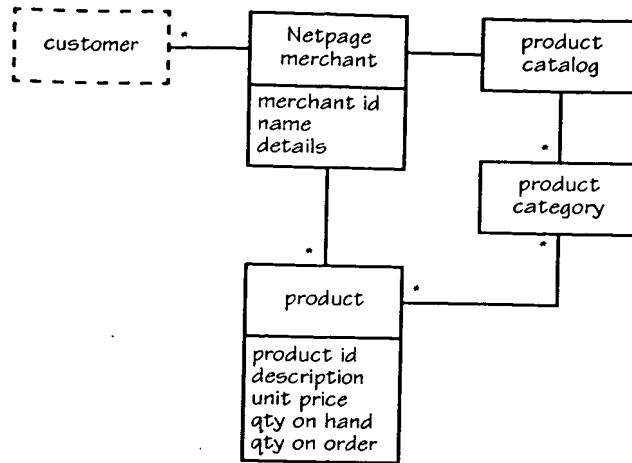 customer
*
Netpage
merchant
merchant id
name
details
product
catalog
*
product
category
*
*
*
product
product id
description
unit price
qty on hand
qty on order